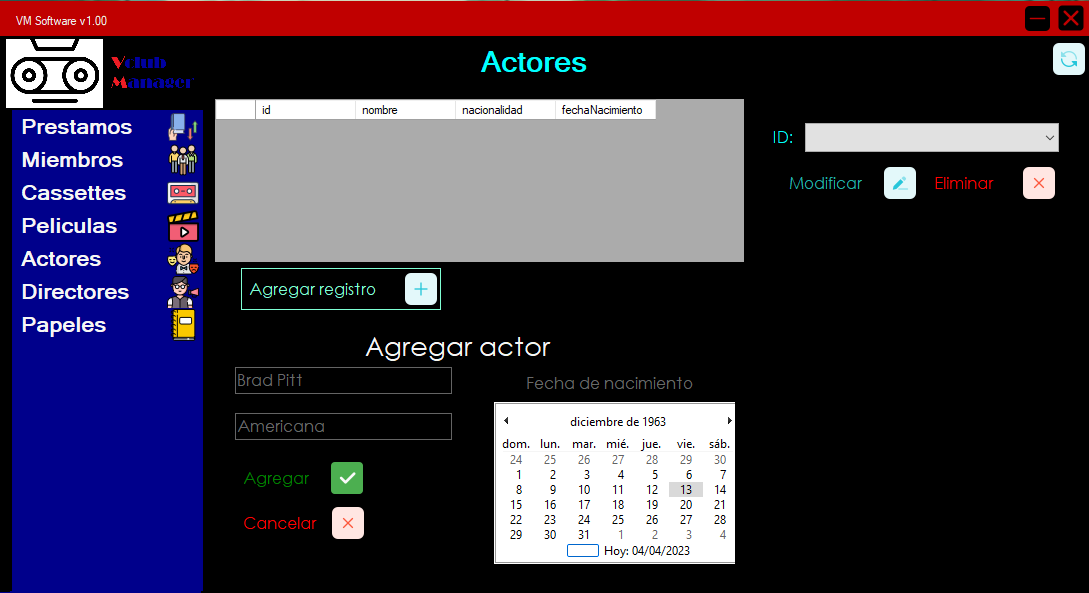 VM Software v1.00
Vclub
Manager
Actores
Prestamos
Miembros
Cassettes
Peliculas
Actores
Directores
Papeles
id nombre nacionalidad fechaNacimiento
ID:
Modificar Eliminar
Agregar registro
Agregar actor
Brad Pitt
Americana
Agregar
Cancelar
Fecha de nacimiento
diciembre de 1963
dom. lun. mar. mié. jue. vie. sáb.
24 25 26 27 28 29 30
1 2 3 4 5 6 7
8 9 10 11 12 13 14
15 16 17 18 19 20 21
22 23 24 25 26 27 28
29 30 31 1 2 3 4
Hoy: 04/04/2023